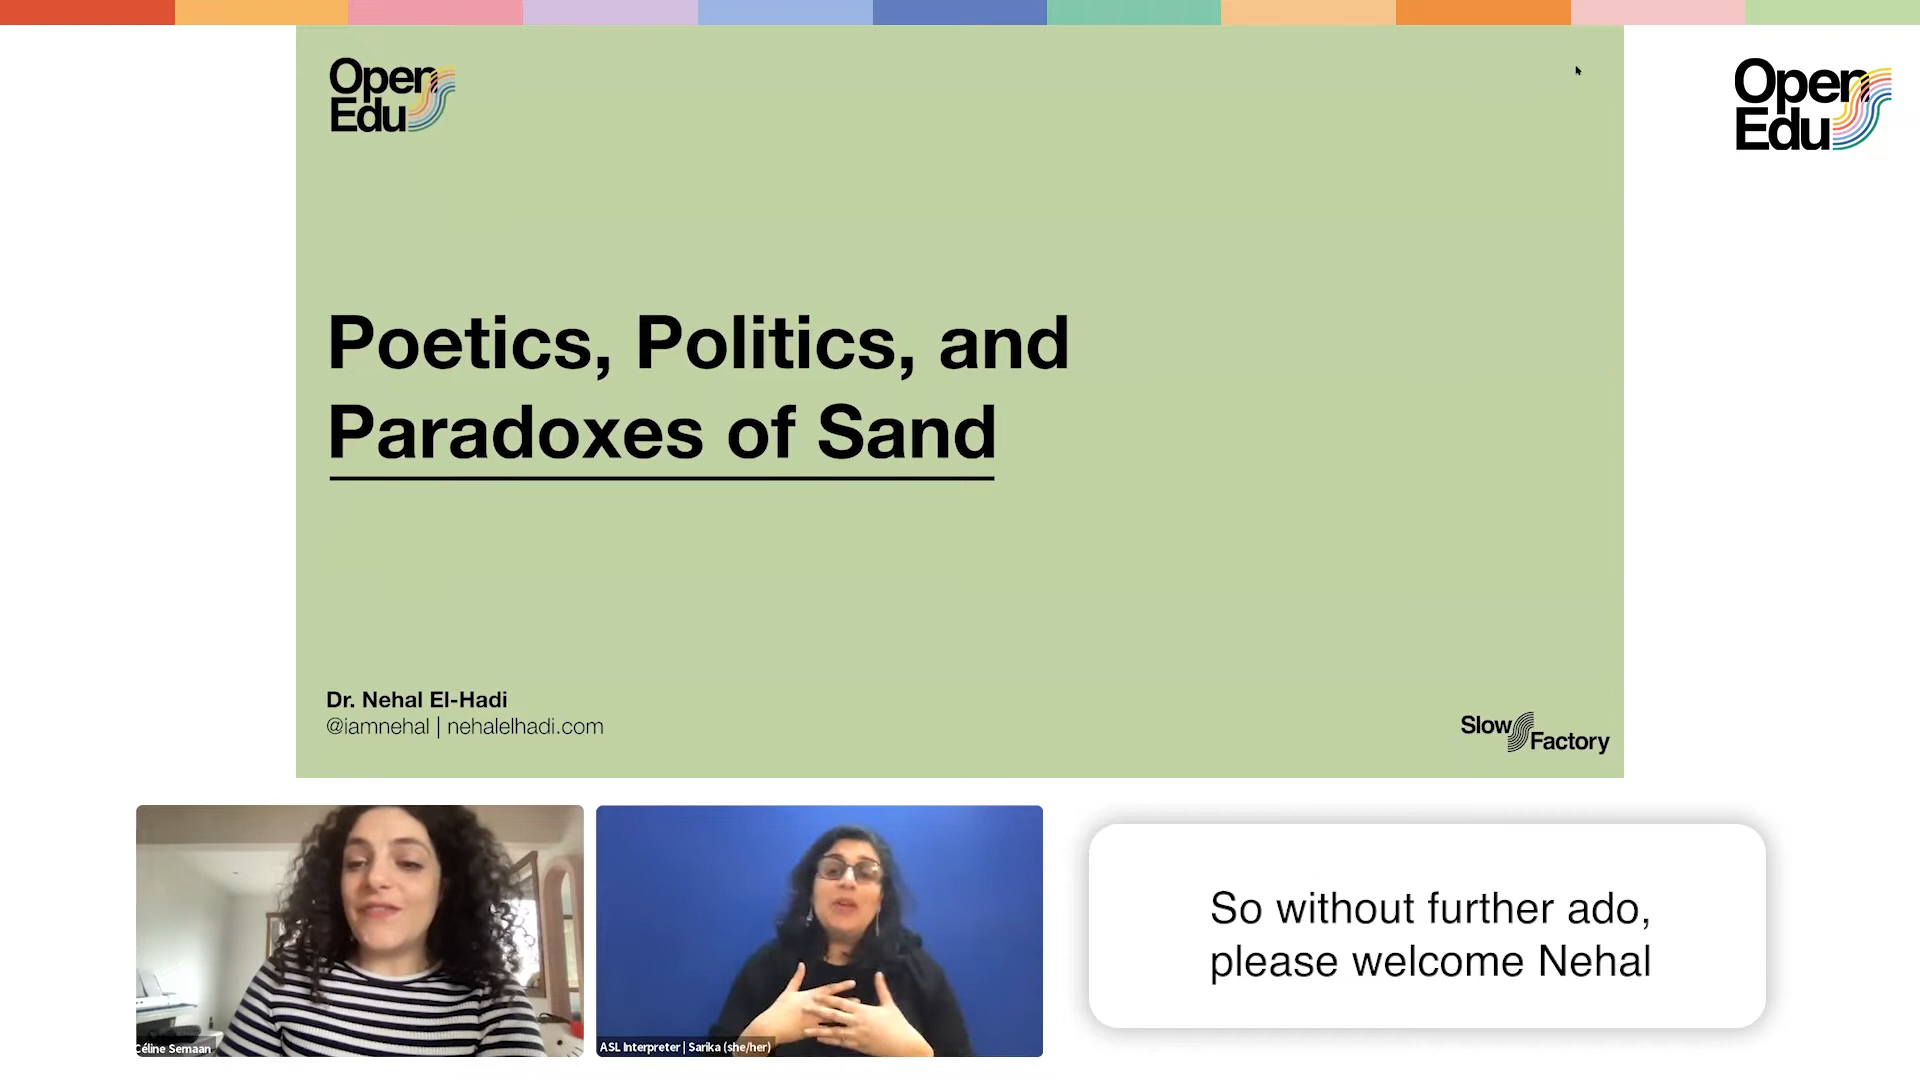 Open
Edu
Open
Edu
Poetics, Politics, and
Paradoxes of Sand
Dr. Nehal El-Hadi
@iamnehal | nehalelhadi.com
Slow
Factory
Céline Semaan
ASL Interpreter | Sarika (she/her)
So without further ado,
please welcome Nehal